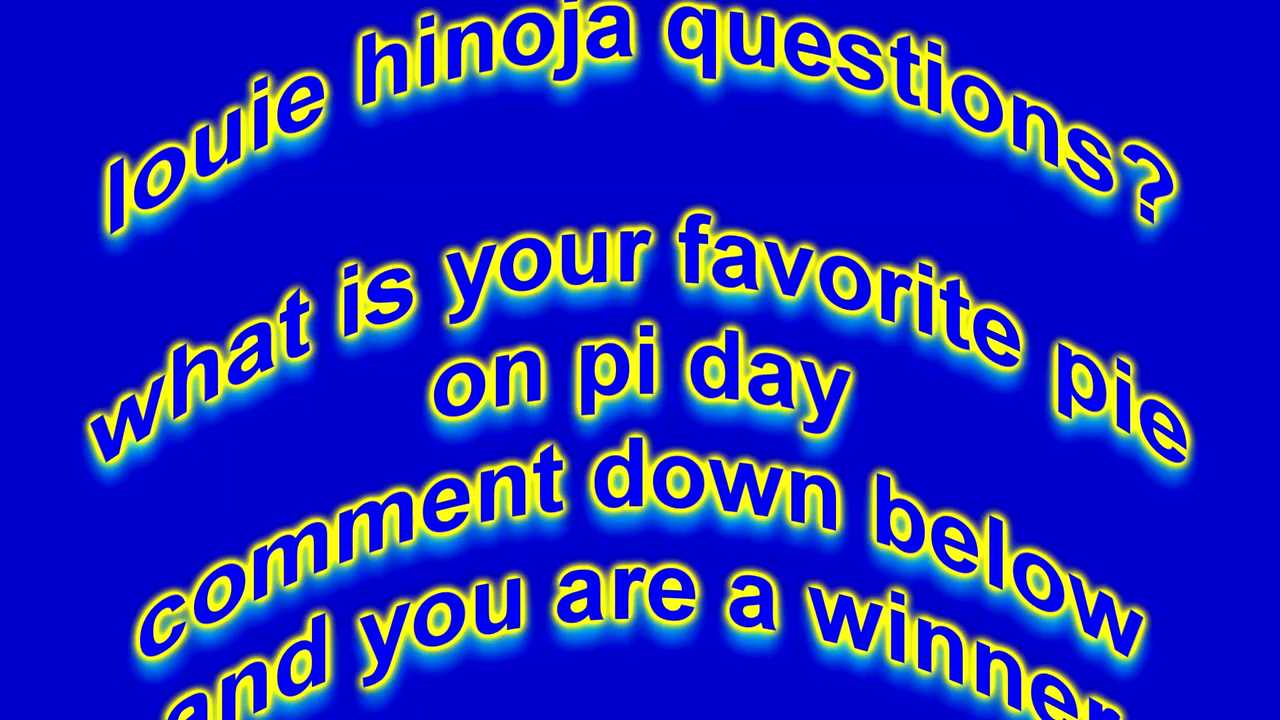 louie hinoja questions?
what is your favorite pie
on pi day
comment down below
and you are a winner